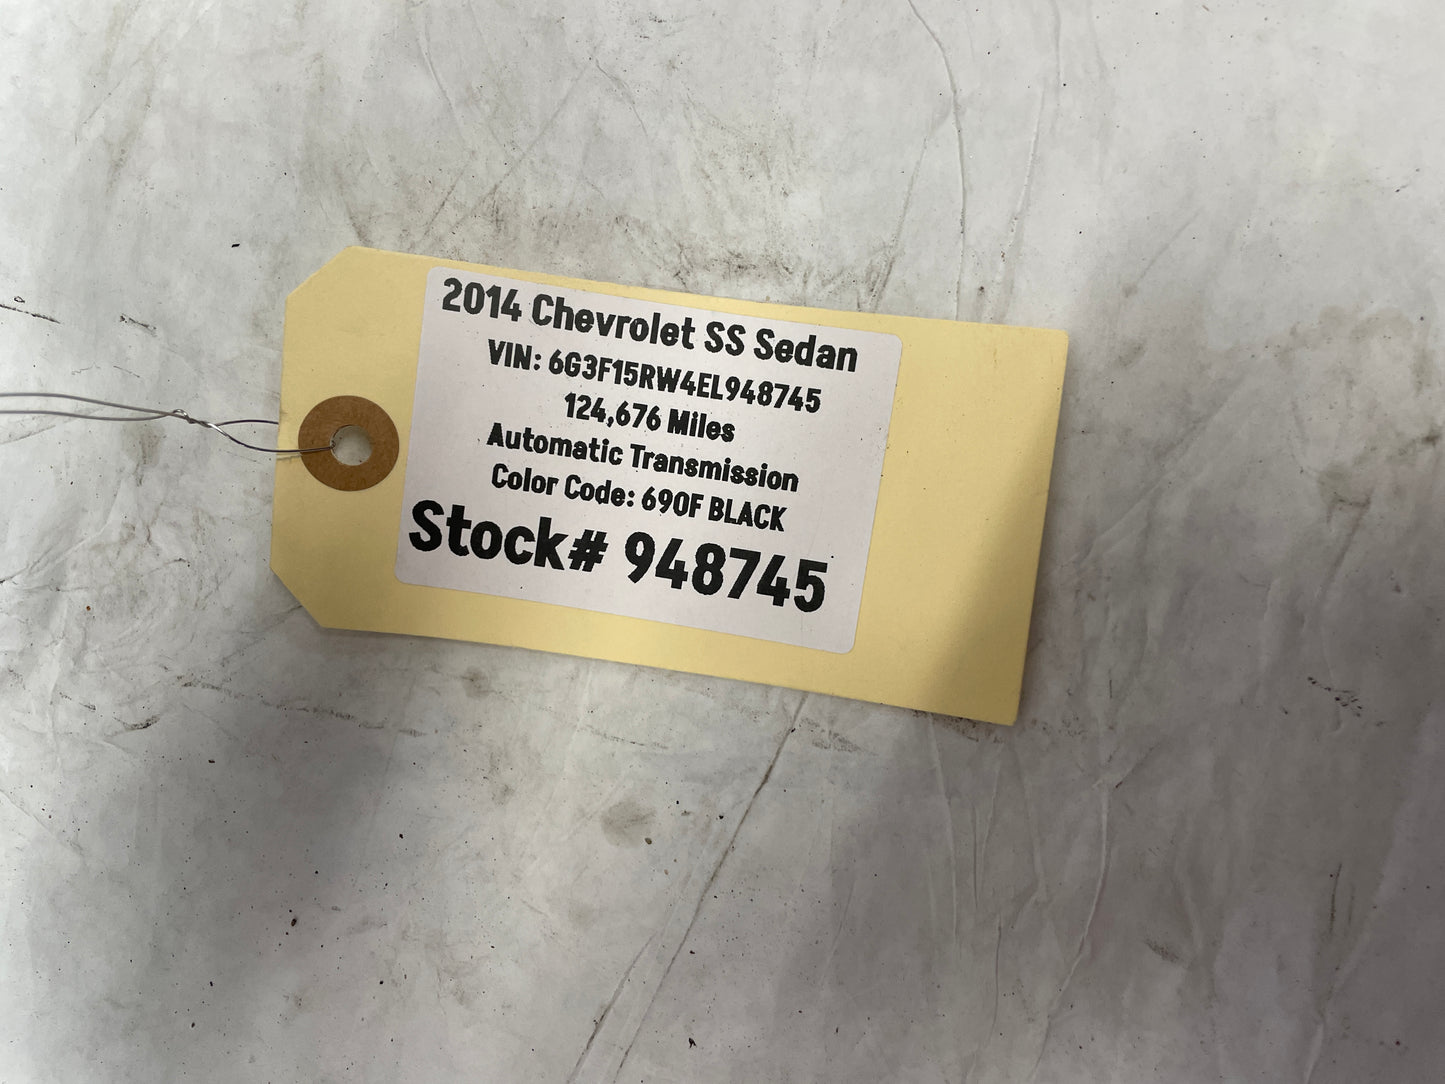 2014 Chevrolet SS Sedan
VIN: 6G3F15RW4EL948745
124,676 Miles
Automatic Transmission
Color Code: 690F BLACK
Stock# 948745